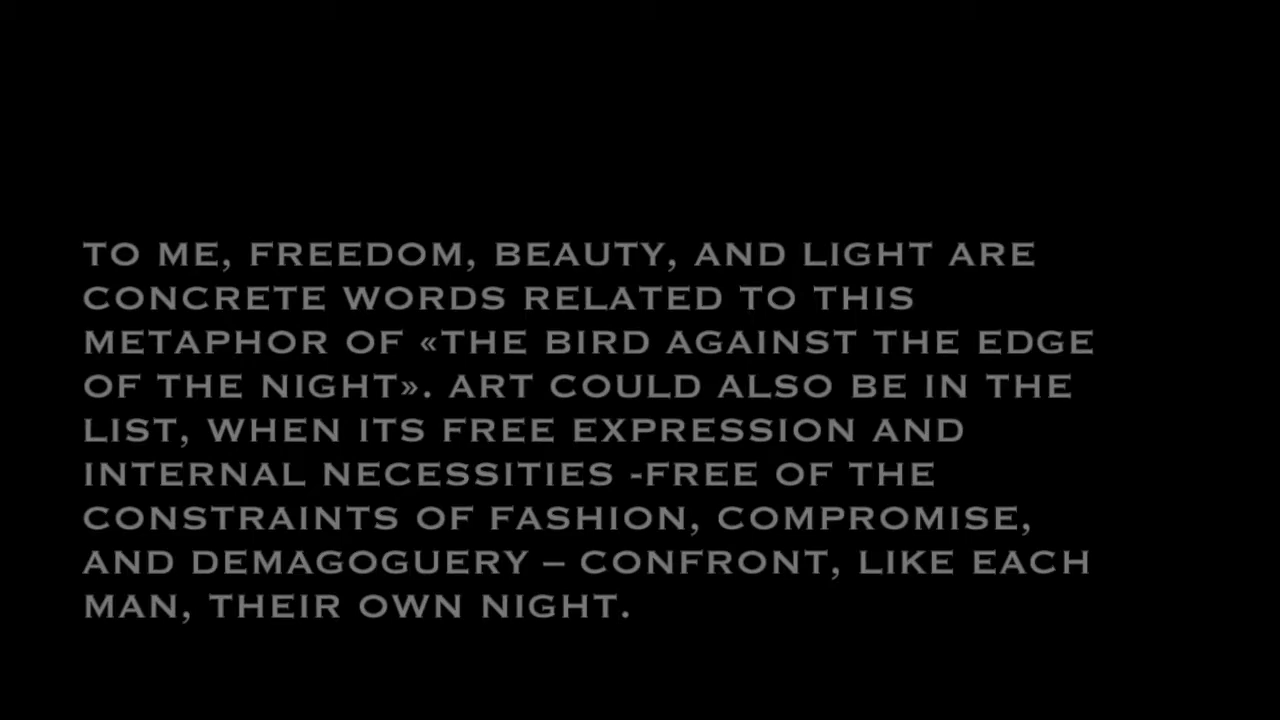 TO ME, FREEDOM, BEAUTY, AND LIGHT ARE
CONCRETE WORDS RELATED TO THIS
METAPHOR OF «THE BIRD AGAINST THE EDGE
OF THE NIGHT». ART COULD ALSO BE IN THE
LIST, WHEN ITS FREE EXPRESSION AND
INTERNAL NECESSITIES -FREE OF THE
CONSTRAINTS OF FASHION, COMPROMISE,
AND DEMAGOGUERY – CONFRONT, LIKE EACH
MAN, THEIR OWN NIGHT.